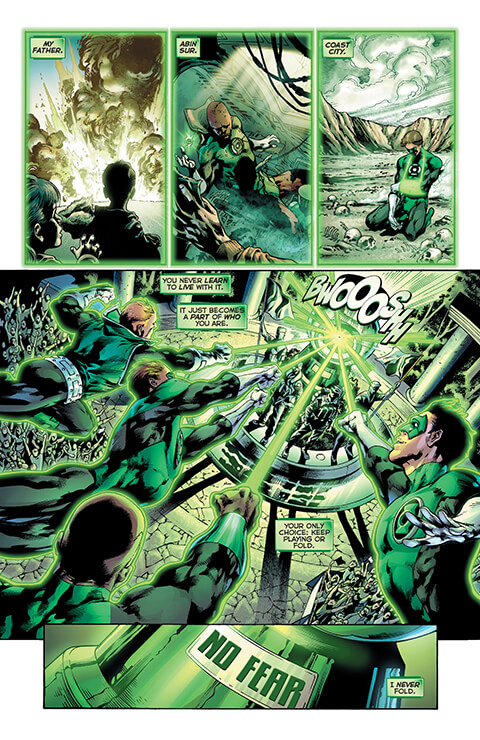 MY
FATHER.
ABIN
SUR.
COAST
CITY.
YOU NEVER LEARN
TO LIVE WITH IT.
IT JUST BECOMES
A PART OF WHO
YOU ARE.
BWOOOSH
YOUR ONLY
CHOICE: KEEP
PLAYING OR
FOLD.
NO FEAR
I NEVER
FOLD.